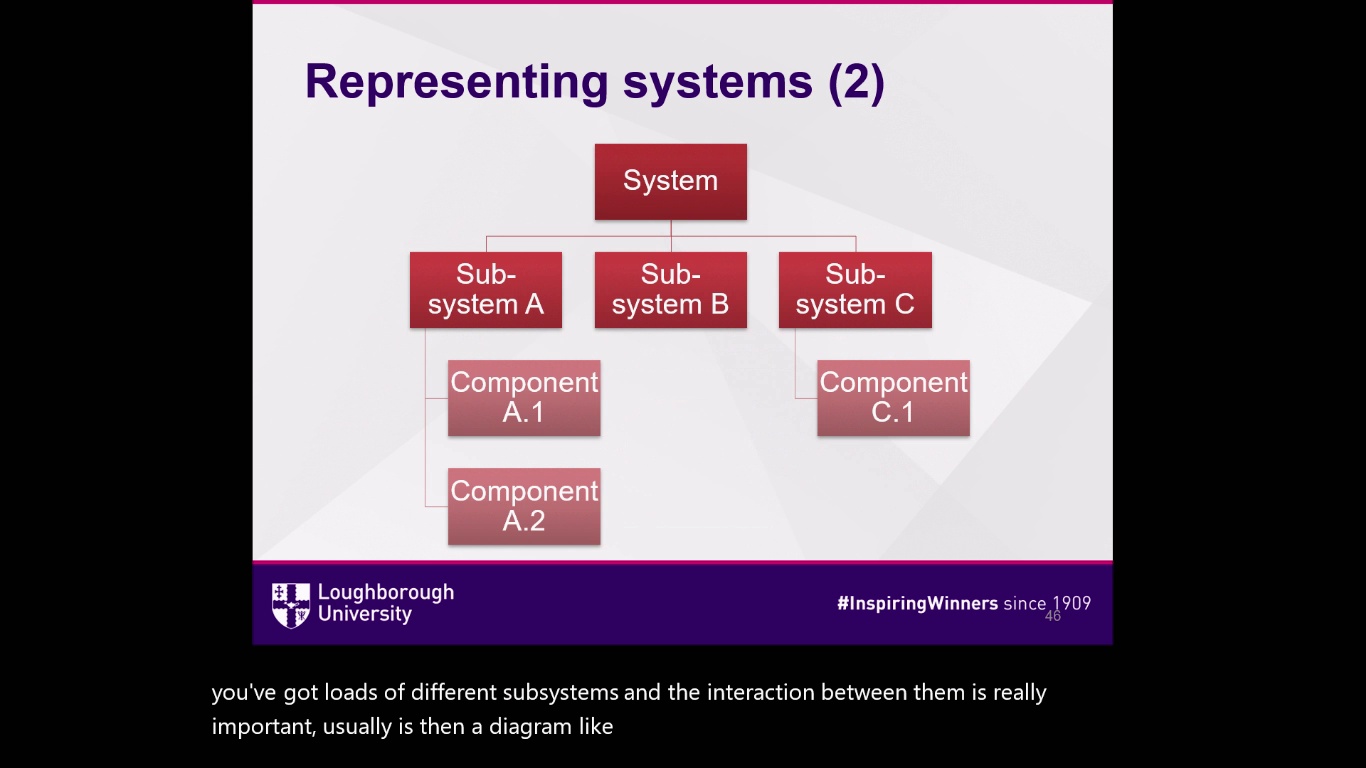 Representing systems (2)
System
Sub-
system A
Sub-
system B
Sub-
system C
Component
A.1
Component
C.1
Component
A.2
Loughborough
University
#InspiringWinners since 1909
46
you've got loads of different subsystems and the interaction between them is really
important, usually is then a diagram like